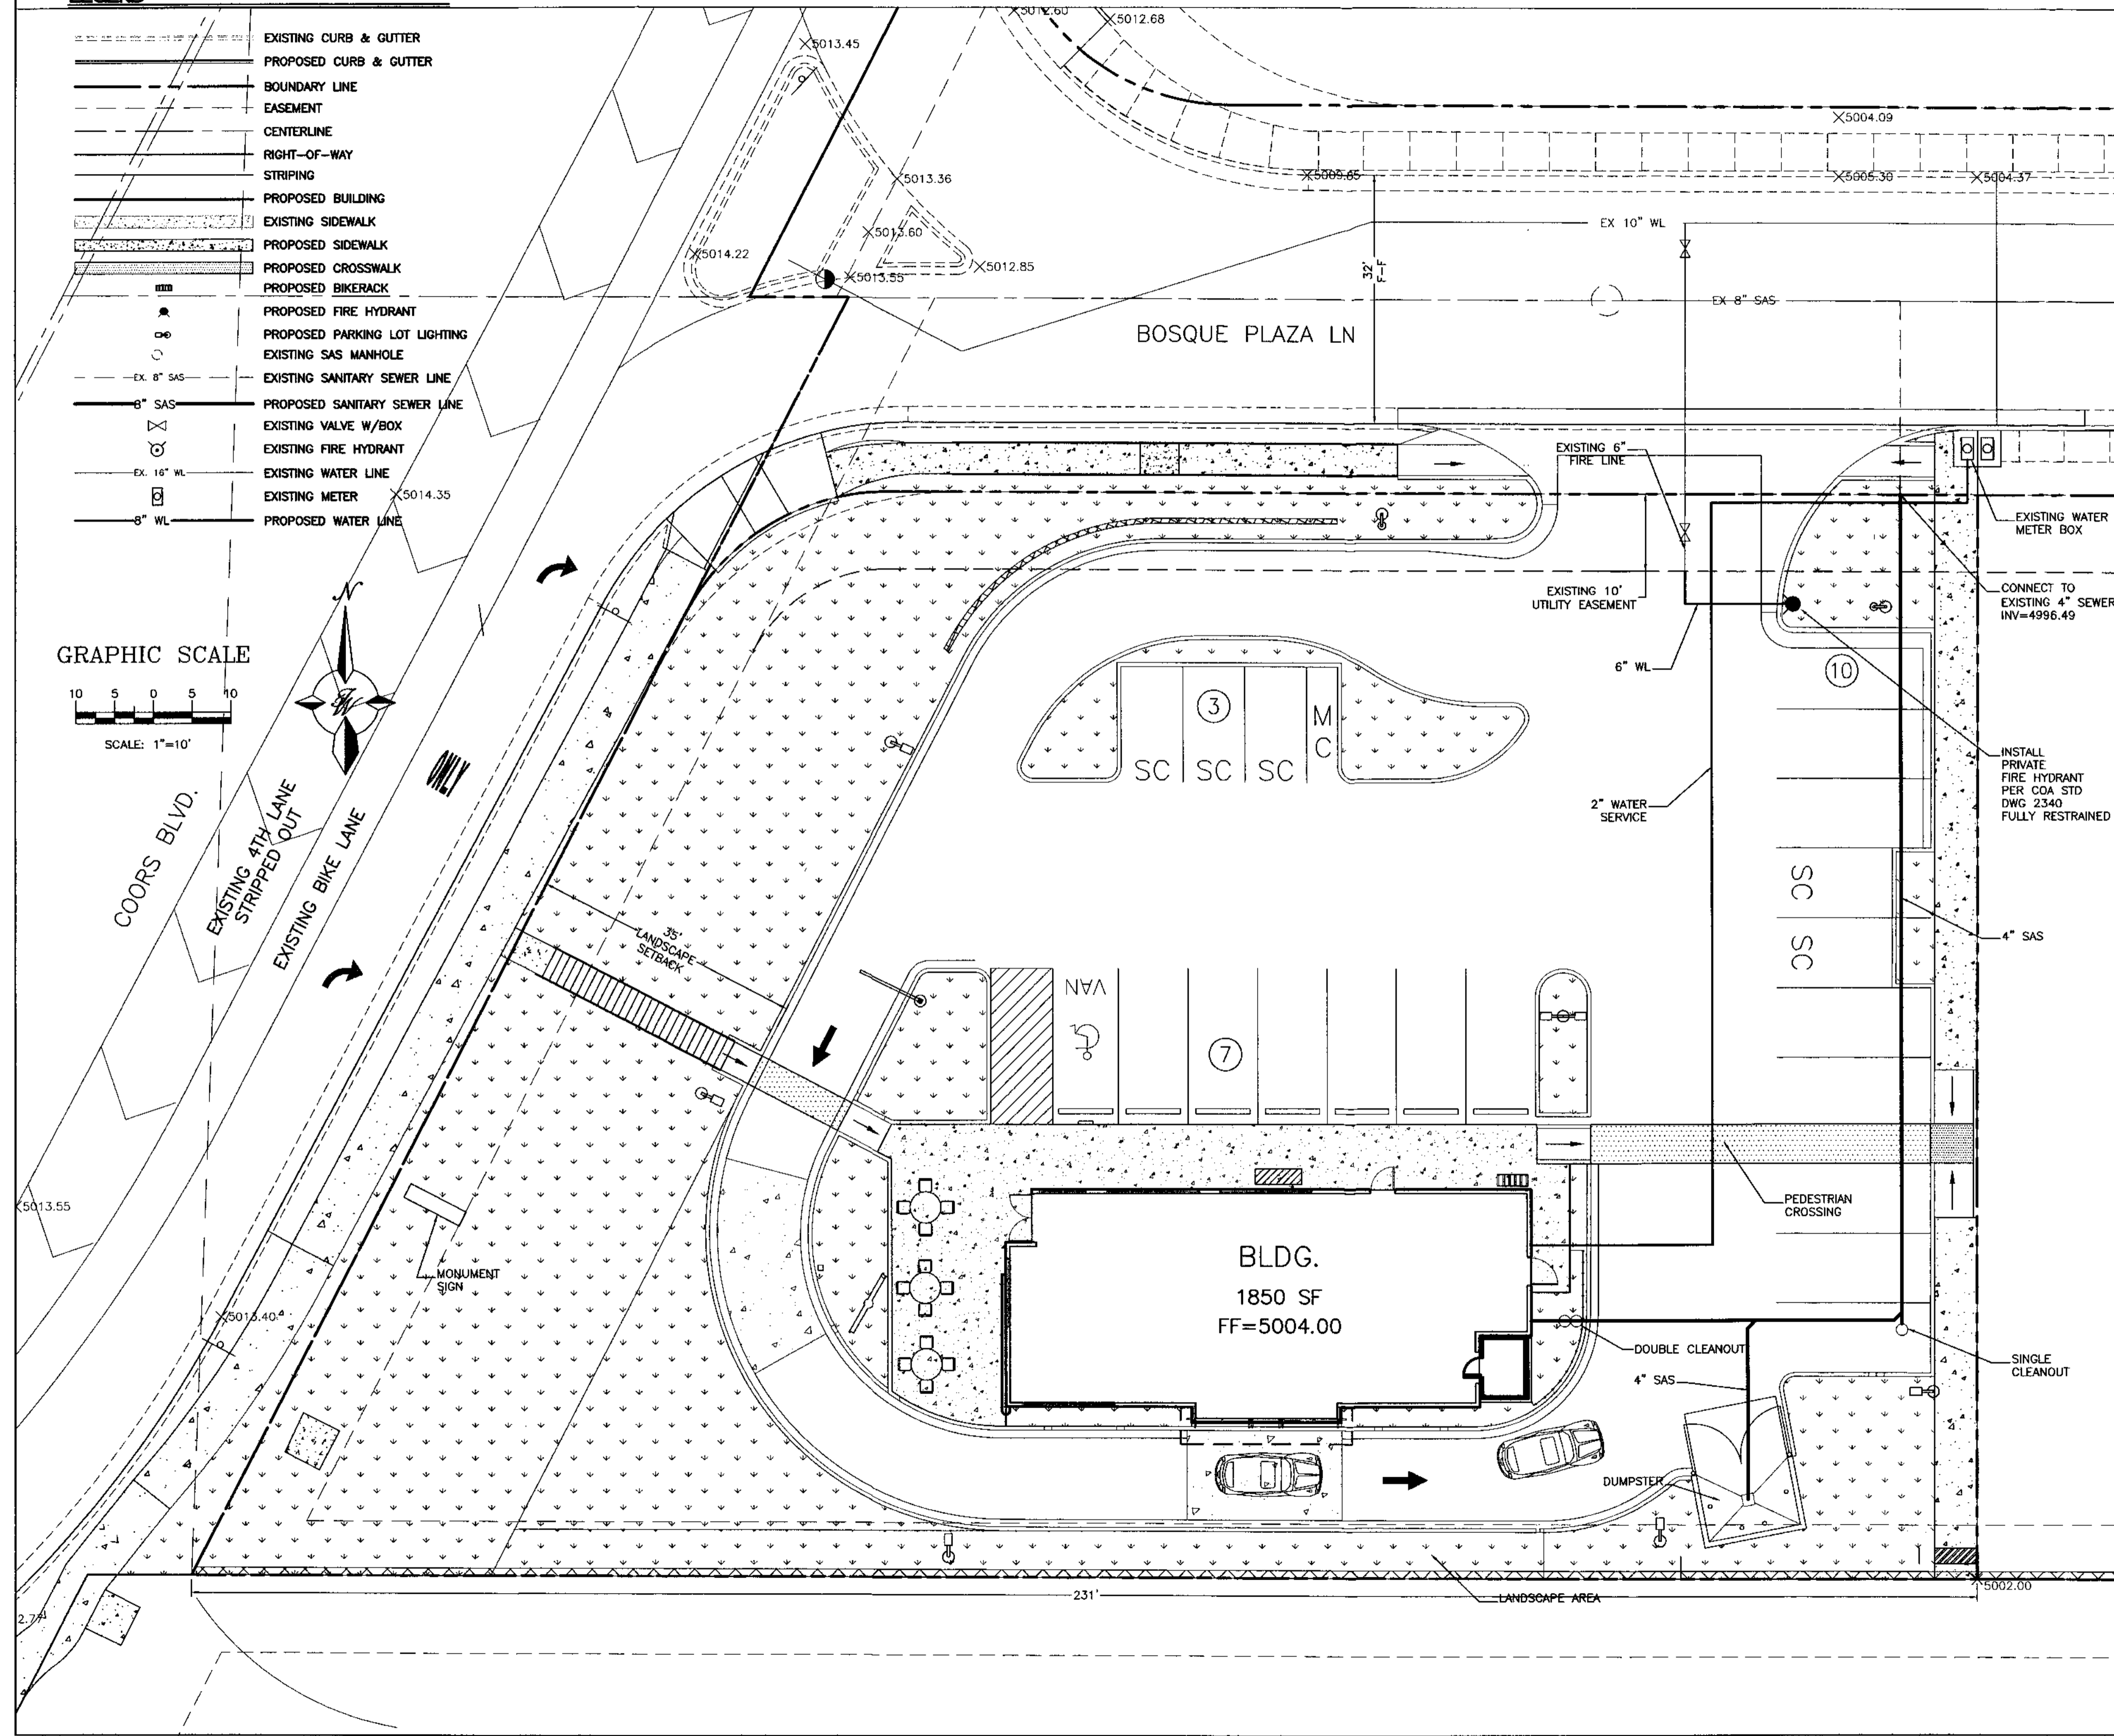 LEGEND
EXISTING CURB & GUTTER
PROPOSED CURB & GUTTER
BOUNDARY LINE
EASEMENT
CENTERLINE
RIGHT-OF-WAY
STRIPING
PROPOSED BUILDING
EXISTING SIDEWALK
PROPOSED SIDEWALK
PROPOSED CROSSWALK
PROPOSED BIKERACK
PROPOSED FIRE HYDRANT
PROPOSED PARKING LOT LIGHTING
EXISTING SAS MANHOLE
EX. 8" SAS EXISTING SANITARY SEWER LINE
8" SAS PROPOSED SANITARY SEWER LINE
EXISTING VALVE W/BOX
EXISTING FIRE HYDRANT
EX. 16" WL EXISTING WATER LINE
EXISTING METER
8" WL PROPOSED WATER LINE
5014.35
N
GRAPHIC SCALE
10 5 0 5 10
SCALE: 1"=10'
COORS BLVD.
EXISTING 4TH LANE
STRIPPED OUT
EXISTING BIKE LANE
ONLY
5013.45
5012.60
5012.68
5013.36
5013.60
5014.22
5013.55
5012.85
5004.09
5009.65
5005.30
5004.37
EX 10" WL
32'
F-F
EX 8" SAS
BOSQUE PLAZA LN
EXISTING 6"
FIRE LINE
EXISTING WATER
METER BOX
EXISTING 10'
UTILITY EASEMENT
CONNECT TO
EXISTING 4" SEWER
INV=4996.49
6" WL
10
3
M
C
SC SC SC
INSTALL
PRIVATE
FIRE HYDRANT
PER COA STD
DWG 2340
FULLY RESTRAINED
2" WATER
SERVICE
SC
SC
4" SAS
35'
LANDSCAPE
SETBACK
VAN
7
PEDESTRIAN
CROSSING
5013.55
MONUMENT
SIGN
5013.40
BLDG.
1850 SF
FF=5004.00
DOUBLE CLEANOUT
4" SAS
SINGLE
CLEANOUT
DUMPSTER
231'
LANDSCAPE AREA
5002.00